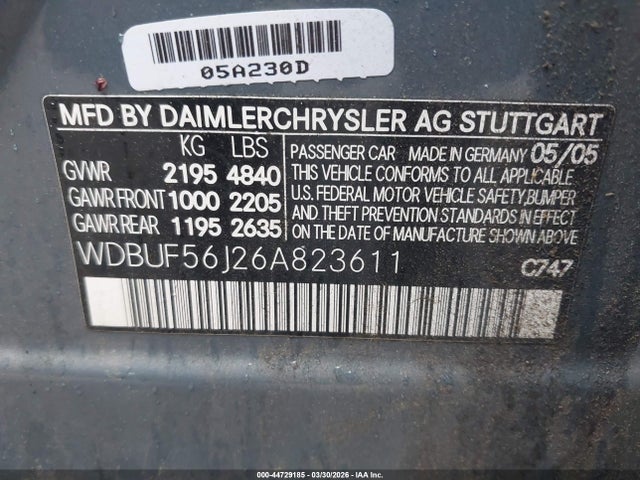 05A230D
MFD BY DAIMLERCHRYSLER AG STUTTGART
KG LBS
GVWR 2195 4840
GAWR FRONT 1000 2205
GAWR REAR 1195 2635
PASSENGER CAR MADE IN GERMANY 05/05
THIS VEHICLE CONFORMS TO ALL APPLICABLE
U.S. FEDERAL MOTOR VEHICLE SAFETY,BUMPER
AND THEFT PREVENTION STANDARDS IN EFFECT
ON THE DATE OF MANUFACTURE SHOWN ABOVE.
WDBUF56J26A823611
C747
000-44729185 - 03/30/2026 - IAA Inc.